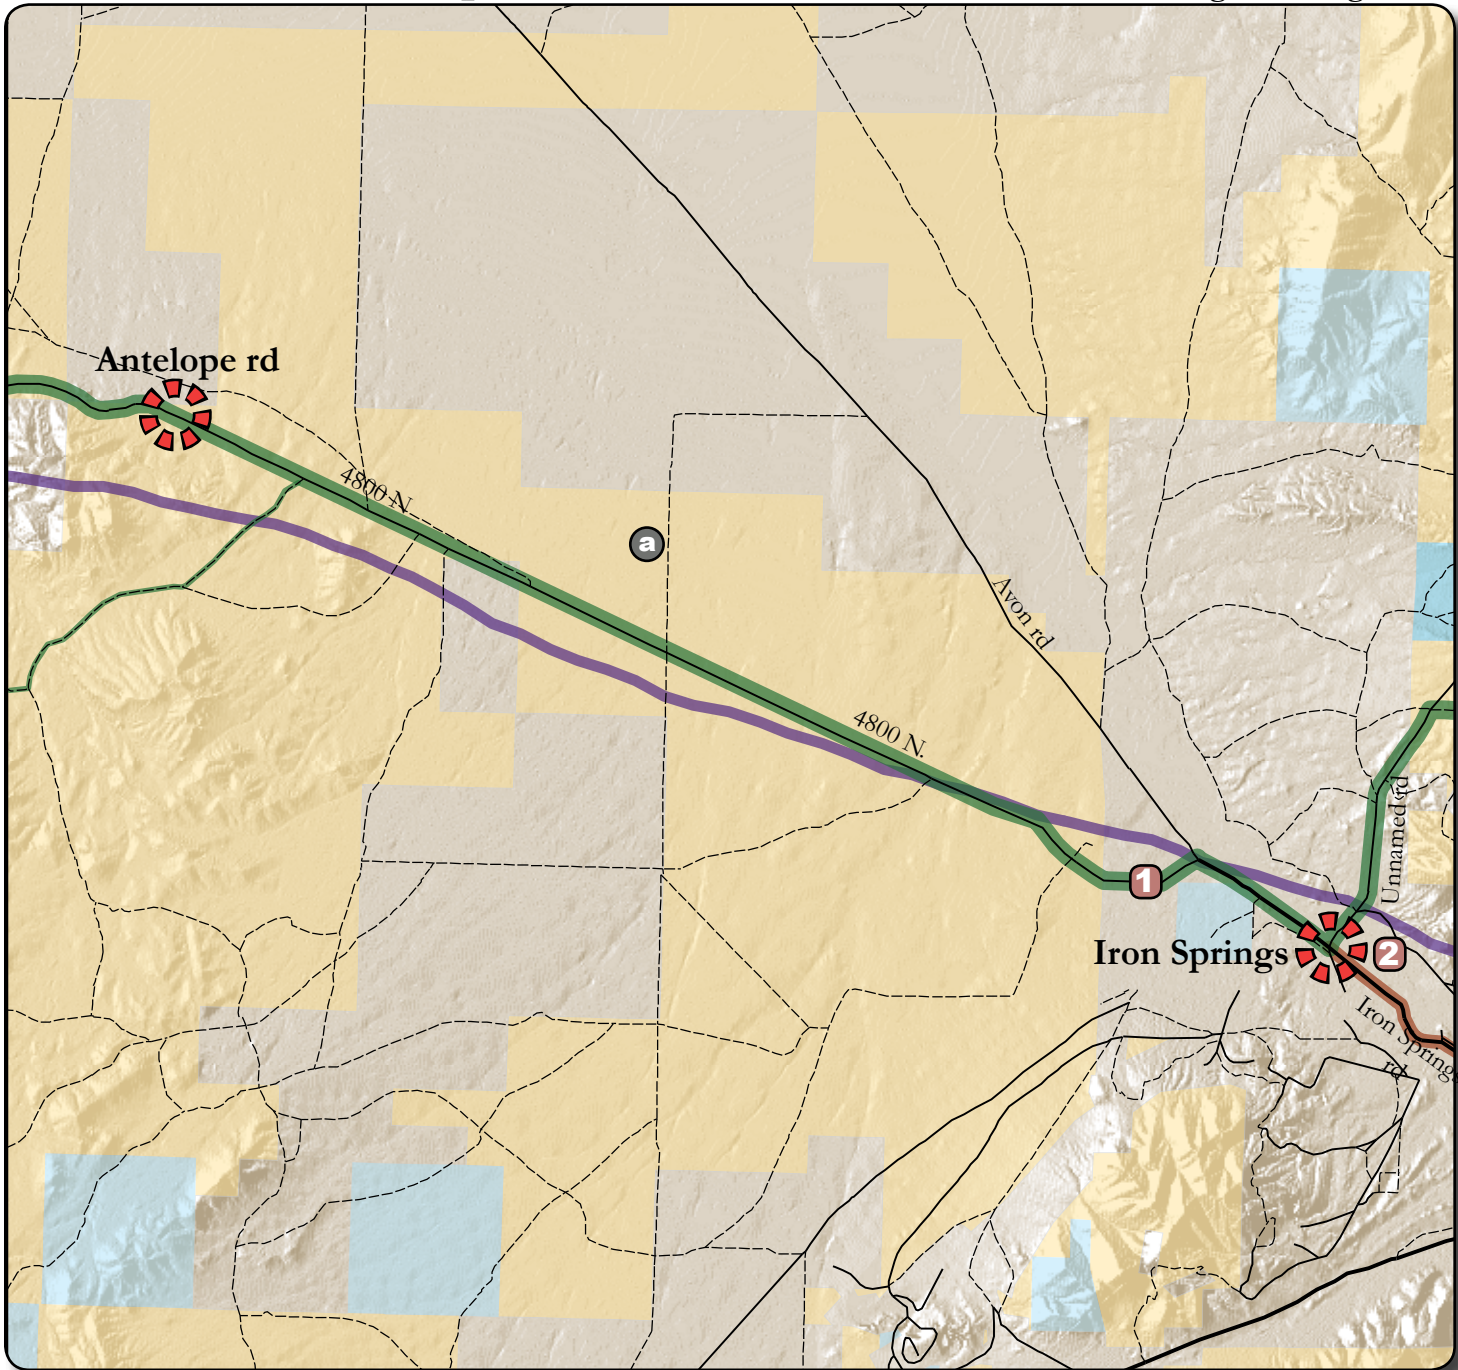 Antelope rd
4800 N.
a
Avon rd
4800 N.
Unnamed rd
1
Iron Springs
2
Iron Springs
rd